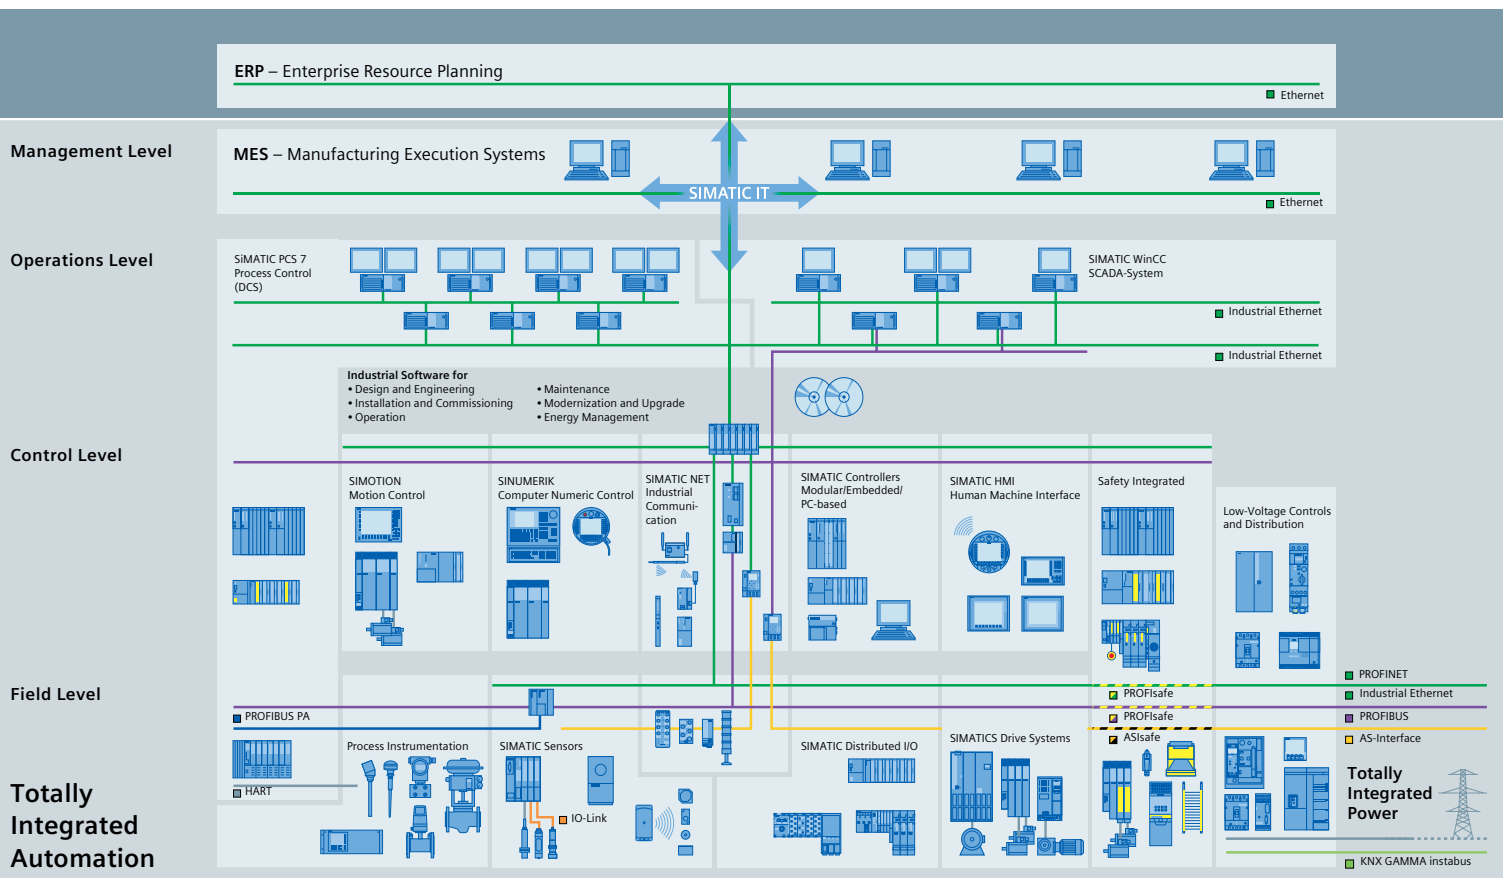 ERP – Enterprise Resource Planning
Ethernet
Management Level
MES – Manufacturing Execution Systems
SIMATIC IT
Ethernet
Operations Level
SiMATIC PCS 7
Process Control
(DCS)
SIMATIC WinCC
SCADA-System
Industrial Ethernet
Industrial Ethernet
Industrial Software for
• Design and Engineering
• Installation and Commissioning
• Operation
• Maintenance
• Modernization and Upgrade
• Energy Management
Control Level
SIMOTION
Motion Control
SINUMERIK
Computer Numeric Control
SIMATIC NET
Industrial
Communi-
cation
SIMATIC Controllers
Modular/Embedded/
PC-based
SIMATIC HMI
Human Machine Interface
Safety Integrated
Low-Voltage Controls
and Distribution
Field Level
PROFINET
PROFIsafe
Industrial Ethernet
PROFIBUS PA
PROFIsafe
PROFIBUS
ASIsafe
AS-Interface
Process Instrumentation
SIMATIC Sensors
SIMATIC Distributed I/O
SIMATICS Drive Systems
HART
IO-Link
Totally
Integrated
Power
Totally
Integrated
Automation
KNX GAMMA instabus